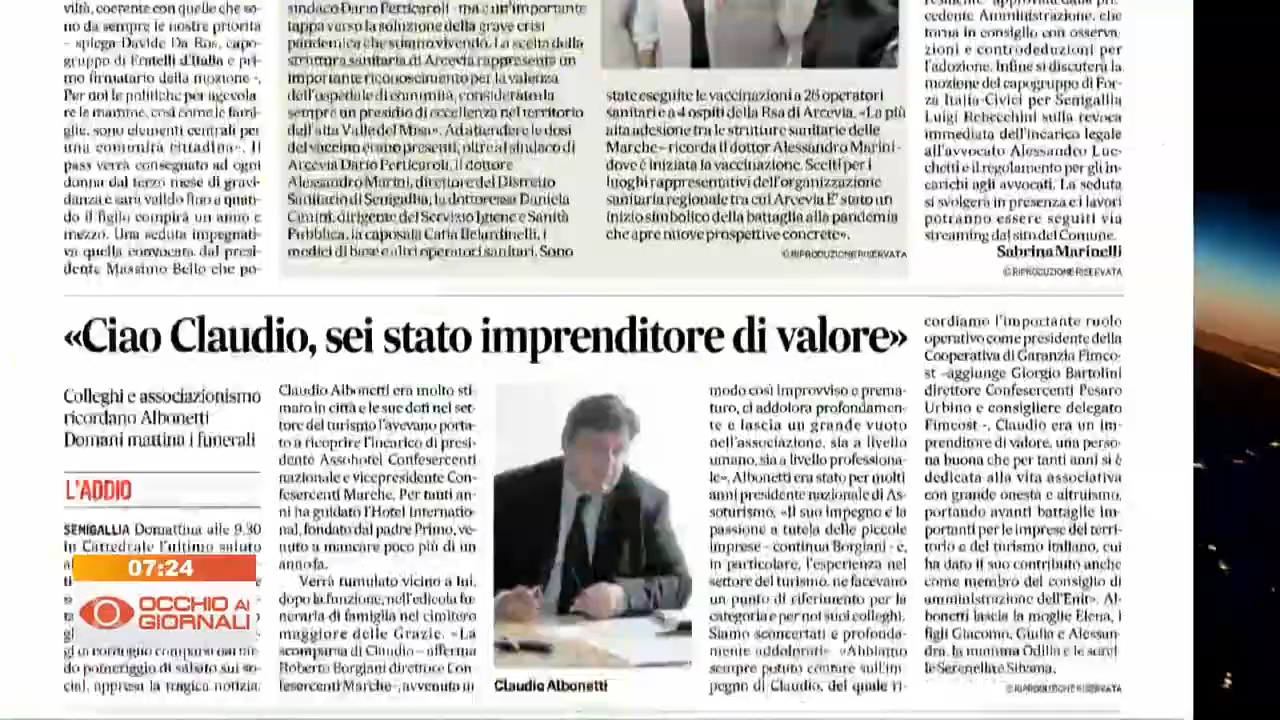 viltà, coerente con quelle che so-
no da sempre le nostre priorità
- spiega Davide Da Ros, capo-
gruppo di Fratelli d'Italia e pri-
mo firmatario della mozione -.
Per noi le politiche per agevola
re le mamme, così come le fami-
glie, sono elementi centrali per
una comunità cittadina». Il
pass verrà consegnato ad ogni
donna dal terzo mese di gravi-
danza e sarà valido fino a quan-
do il figlio compirà un anno e
mezzo. Una seduta impegnati-
va quella convocata dal presi-
dente Massimo Bello che po-
sindaco Dario Perticaroli - ma e un'importante
tappa verso la soluzione della grave crisi
pandemica che stiamo vivendo. La scelta della
struttura sanitaria di Arcevia rappresenta un
importante riconoscimento per la valenza
dell'ospedale di comunità, considerato da
sempre un presidio di eccellenza nel territorio
dell'alta Valle del Misa». Ad attendere le dosi
del vaccino erano presenti, oltre al sindaco di
Arcevia Dario Perticaroli, il dottore
Alessandro Marini, direttore del Distretto
Sanitario di Senigallia, la dottoressa Daniela
Cimini, dirigente del Servizio Igiene e Sanità
Pubblica, la caposala Catia Belardinelli, i
medici di base e altri operatori sanitari. Sono
state eseguite le vaccinazioni a 26 operatori
sanitari e 4 ospiti della Rsa di Arcevia. «La più
alta adesione tra le strutture sanitarie delle
Marche – ricorda il dottor Alessandro Marini -
dove è iniziata la vaccinazione. Scelti per i
luoghi rappresentativi dell'organizzazione
sanitaria regionale tra cui Arcevia E' stato un
inizio simbolico della battaglia alla pandemia
che apre nuove prospettive concrete».
© RIPRODUZIONE RISERVATA
cedente Amministrazione, che
torna in consiglio con osserva-
zioni e controdeduzioni per
l'adozione. Infine si discuterà la
mozione del capogruppo di For-
za Italia-Civici per Senigallia
Luigi Rebecchini sulla revoca
immediata dell'incarico legale
all'avvocato Alessandro Luc-
chetti e il regolamento per gli in-
carichi agli avvocati. La seduta
si svolgerà in presenza e i lavori
potranno essere seguiti via
streaming dal sito del Comune.
Sabrina Marinelli
© RIPRODUZIONE RISERVATA
«Ciao Claudio, sei stato imprenditore di valore»
Colleghi e associazionismo
ricordano Albonetti
Domani mattina i funerali
L'ADDIO
SENIGALLIA Domattina alle 9.30
in Cattedrale l'ultimo saluto
07:24
OCCHIO AI
GIORNALI
do pomeriggio di sabato sui so-
cial, appresa la tragica notizia.
Claudio Albonetti era molto sti-
mato in città e le sue doti nel set-
tore del turismo l'avevano porta-
to a ricoprire l'incarico di presi-
dente Assohotel Confesercenti
nazionale e vicepresidente Con-
fesercenti Marche. Per tanti an-
ni ha guidato l'Hotel Internatio-
nal, fondato dal padre Primo, ve-
nuto a mancare poco più di un
anno fa.
Verrà tumulato vicino a lui,
dopo la funzione, nell'edicola fu-
neraria di famiglia nel cimitero
maggiore delle Grazie. «La
scomparsa di Claudio – afferma
Roberto Borgiani direttore Con-
fesercenti Marche -, avvenuta in
Claudio Albonetti
modo così improvviso e prema-
turo, ci addolora profondamen-
te e lascia un grande vuoto
nell'associazione, sia a livello
umano, sia a livello professiona-
le». Albonetti era stato per molti
anni presidente nazionale di As-
soturismo. «Il suo impegno e la
passione a tutela delle piccole
imprese - continua Borgiani - e,
in particolare, l'esperienza nel
settore del turismo, ne facevano
un punto di riferimento per la
categoria e per noi suoi colleghi.
Siamo sconcertati e profonda-
mente addolorati». «Abbiamo
sempre potuto contare sull'im-
pegno di Claudio, del quale ri-
cordiamo l'importante ruolo
operativo come presidente della
Cooperativa di Garanzia Fimco-
st –aggiunge Giorgio Bartolini
direttore Confesercenti Pesaro
Urbino e consigliere delegato
Fimcost -. Claudio era un im-
prenditore di valore, una perso-
na buona che per tanti anni si è
dedicata alla vita associativa
con grande onestà e altruismo,
portando avanti battaglie im-
portanti per le imprese del terri-
torio e del turismo italiano, cui
ha dato il suo contributo anche
come membro del consiglio di
amministrazione dell'Enit». Al-
bonetti lascia la moglie Elena, i
figli Giacomo, Giulia e Alessan-
dra, la mamma Odilia e le sorel-
le Serenella e Silvana.
© RIPRODUZIONE RISERVATA